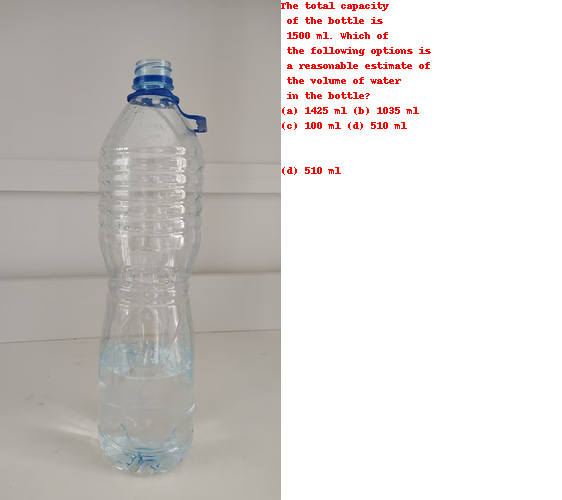 The total capacity
of the bottle is
1500 ml. Which of
the following options is
a reasonable estimate of
the volume of water
in the bottle?
(a) 1425 ml (b) 1035 ml
(c) 100 ml (d) 510 ml
(d) 510 ml